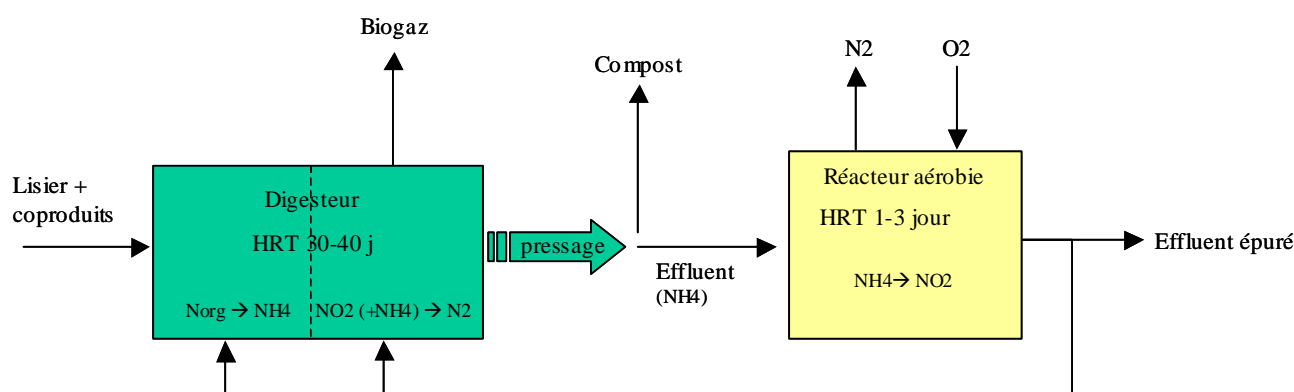 Biogaz
Compost
N2
O2
Lisier +
coproduits
Digesteur
HRT 30-40 j
Norg → NH4
NO2 (+NH4) → N2
pressage
Effluent
(NH4)
Réacteur aérobie
HRT 1-3 jour
NH4→ NO2
Effluent épuré